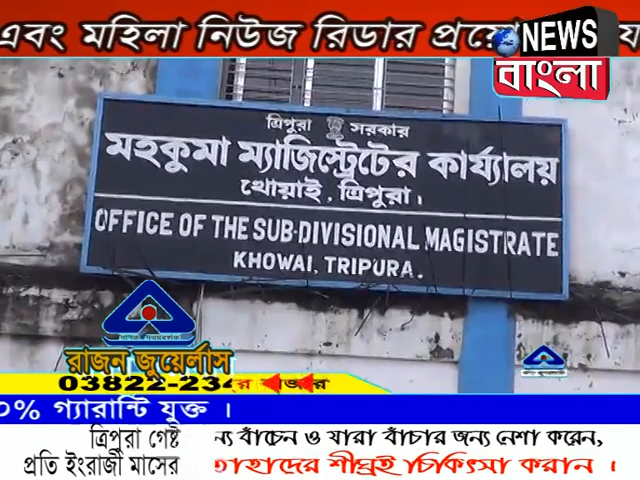 এবং মহিলা নিউজ রিডার
NEWS
বাংলা
ত্রিপুরা সরকার
মহকুমা ম্যাজিস্ট্রেটের কার্য্যালয়
খোয়াই, ত্রিপুরা।
OFFICE OF THE SUB-DIVISIONAL MAGISTRATE
KHOWAI, TRIPURA.
রাজন জুয়ের্লাস
03822-23
০% গ্যারান্টি যুক্ত ।
ত্রিপুরা গেষ্ট
প্রতি ইংরাজী মাসের
ন্য বাঁচেন ও যারা বাঁচার জন্য নেশা করেন,
তাহাদের শীঘ্রই চিকিৎসা করান ।